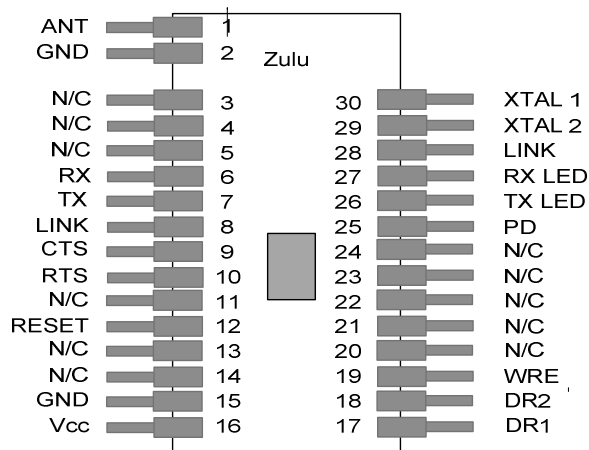 ANT 1
GND 2
Zulu
N/C 3 30 XTAL 1
N/C 4 29 XTAL 2
N/C 5 28 LINK
RX 6 27 RX LED
TX 7 26 TX LED
LINK 8 25 PD
CTS 9 24 N/C
RTS 10 23 N/C
N/C 11 22 N/C
RESET 12 21 N/C
N/C 13 20 N/C
N/C 14 19 WRE
GND 15 18 DR2
Vcc 16 17 DR1